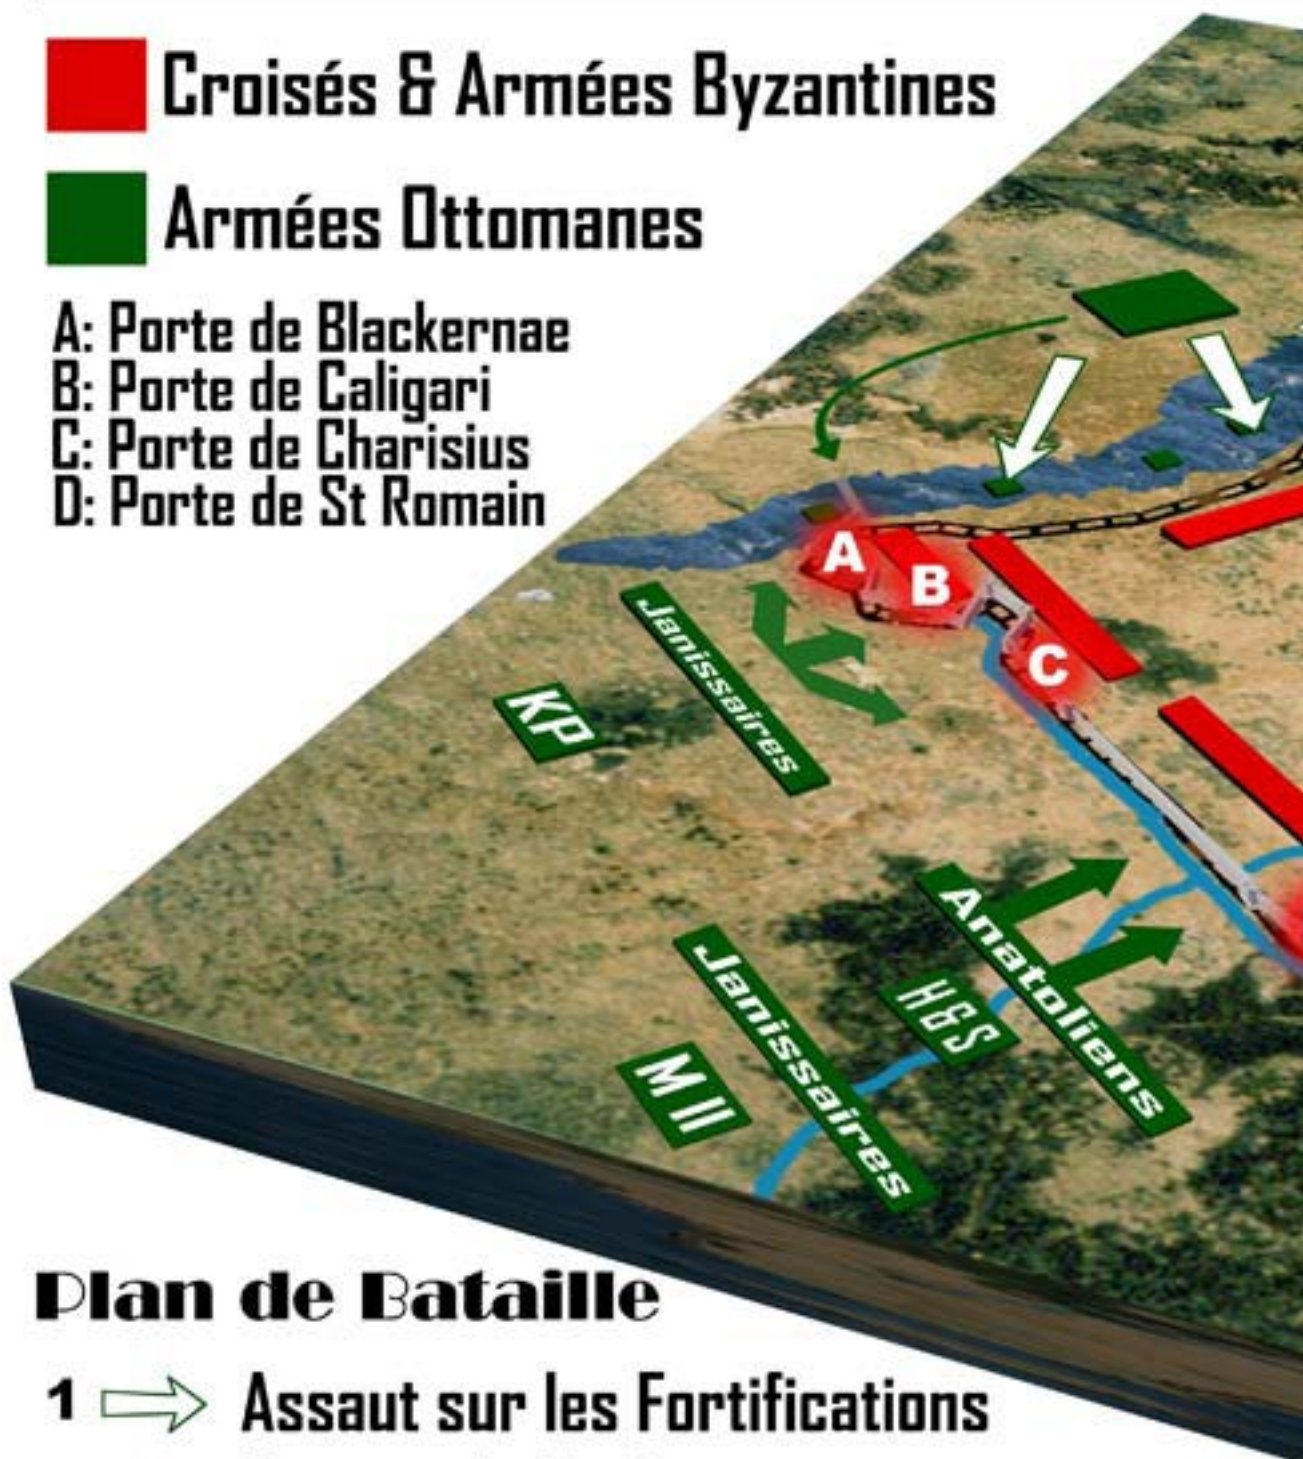 Croisés & Armées Byzantines
Armées Ottomanes
A: Porte de Blackernae
B: Porte de Caligari
C: Porte de Charisius
D: Porte de St Romain
A
B
C
Janissaires
KP
Anatoliens
H&S
Janissaires
M II
Plan de Bataille
1 Assaut sur les Fortifications